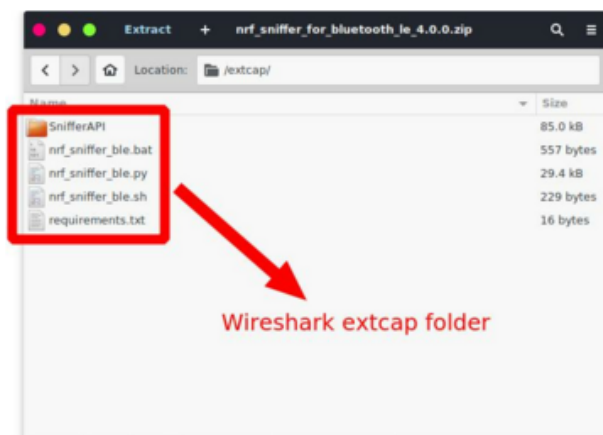 Extract + nrf_sniffer_for_bluetooth_le_4.0.0.zip
Location: /extcap/
Name Size
SnifferAPI 85.0 kB
nrf_sniffer_ble.bat 557 bytes
nrf_sniffer_ble.py 29.4 kB
nrf_sniffer_ble.sh 229 bytes
requirements.txt 16 bytes
Wireshark extcap folder